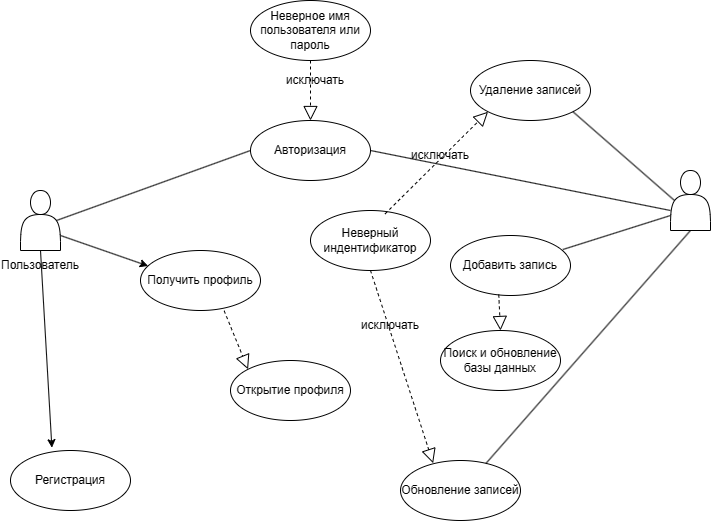 Неверное имя
пользователя или
пароль
исключать
Удаление записей
Авторизация
исключать
Неверный
индентификатор
Пользователь
Получить профиль
Добавить запись
исключать
Поиск и обновление
базы данных
Открытие профиля
Регистрация
Обновление записей